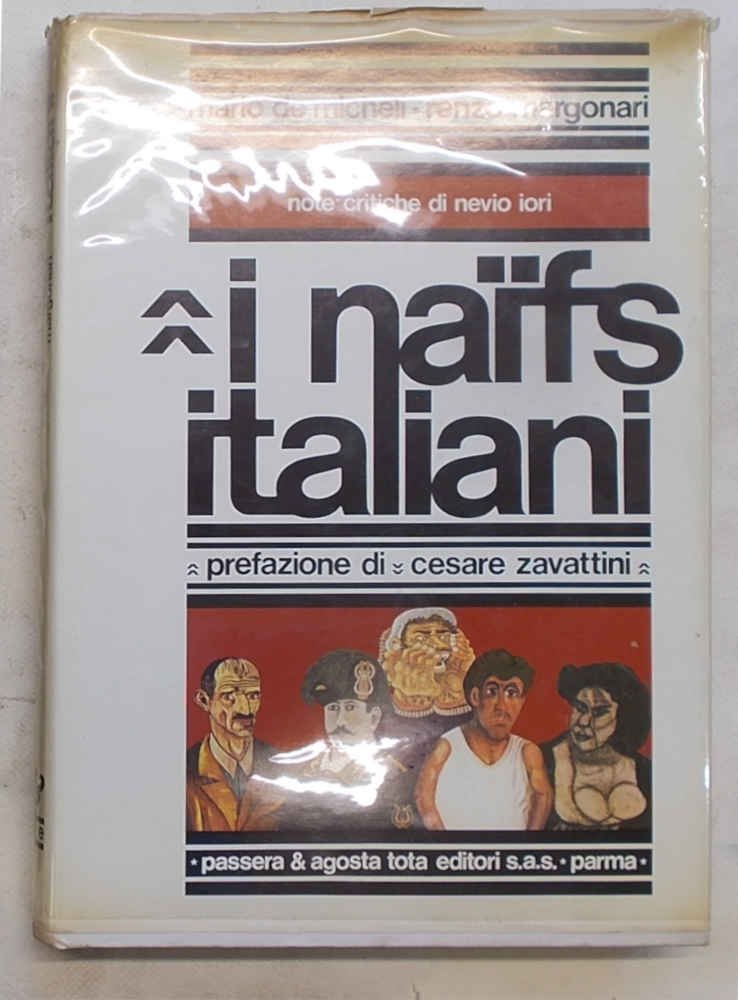 mario de micheli • renzo margonari
note critiche di nevio iori
i naïfs
italiani
prefazione di cesare zavattini
* passera & agosta tota editori s.a.s. * parma *